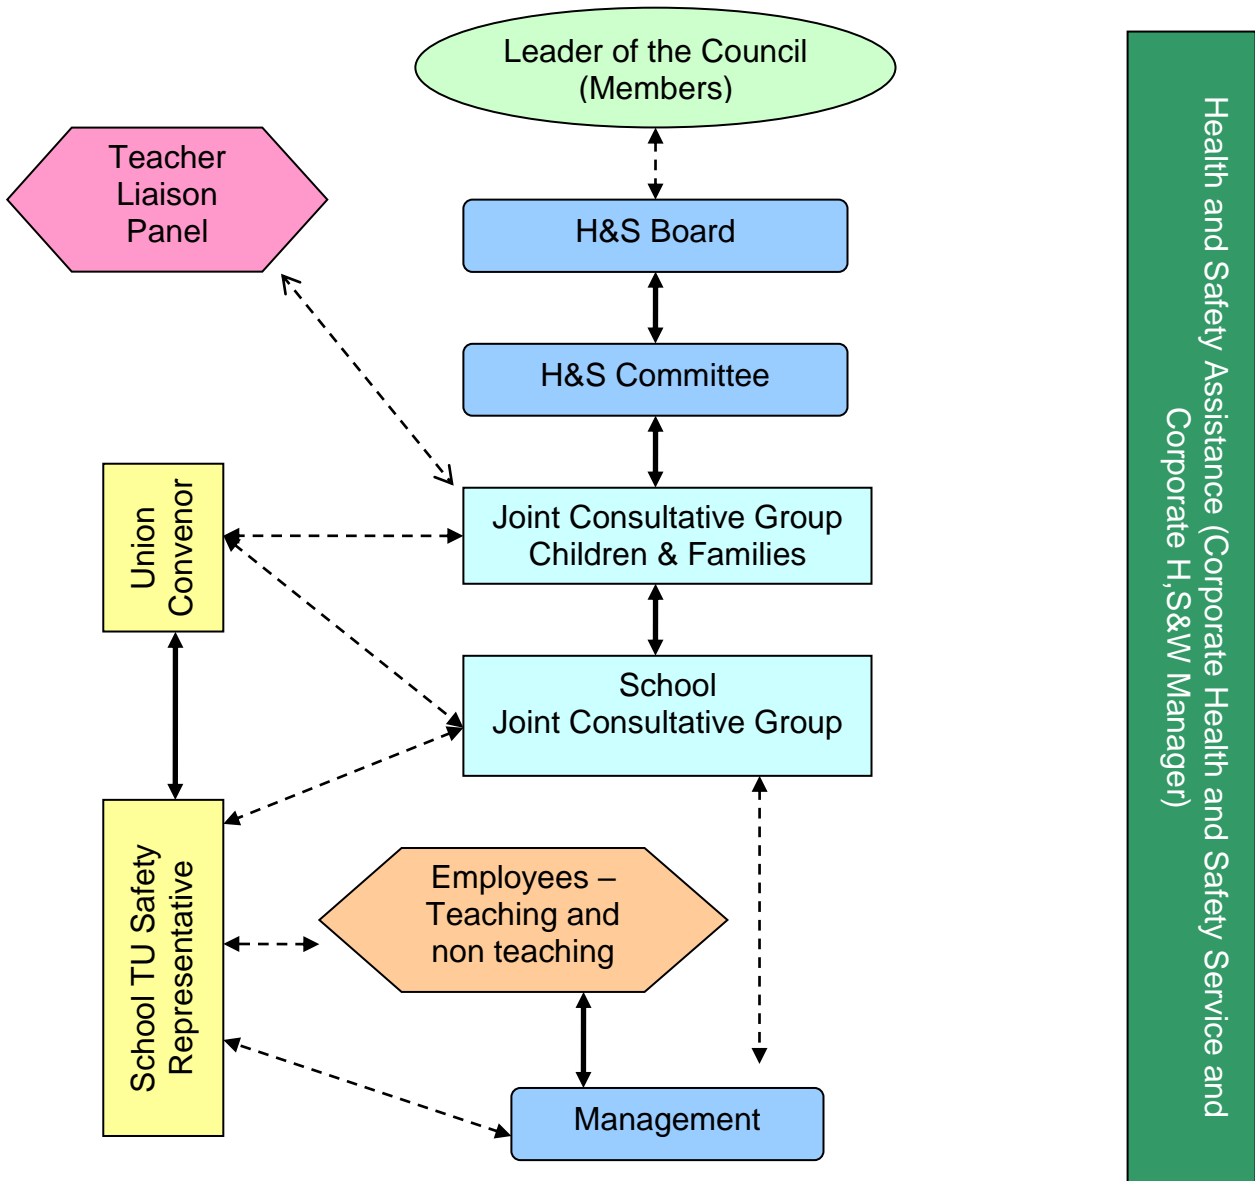 Leader of the Council
(Members)
Teacher
Liaison
Panel
H&S Board
H&S Committee
Union
Convenor
Joint Consultative Group
Children & Families
School
Joint Consultative Group
School TU Safety
Representative
Employees –
Teaching and
non teaching
Management
Health and Safety Assistance (Corporate Health and Safety Service and
Corporate H,S&W Manager)